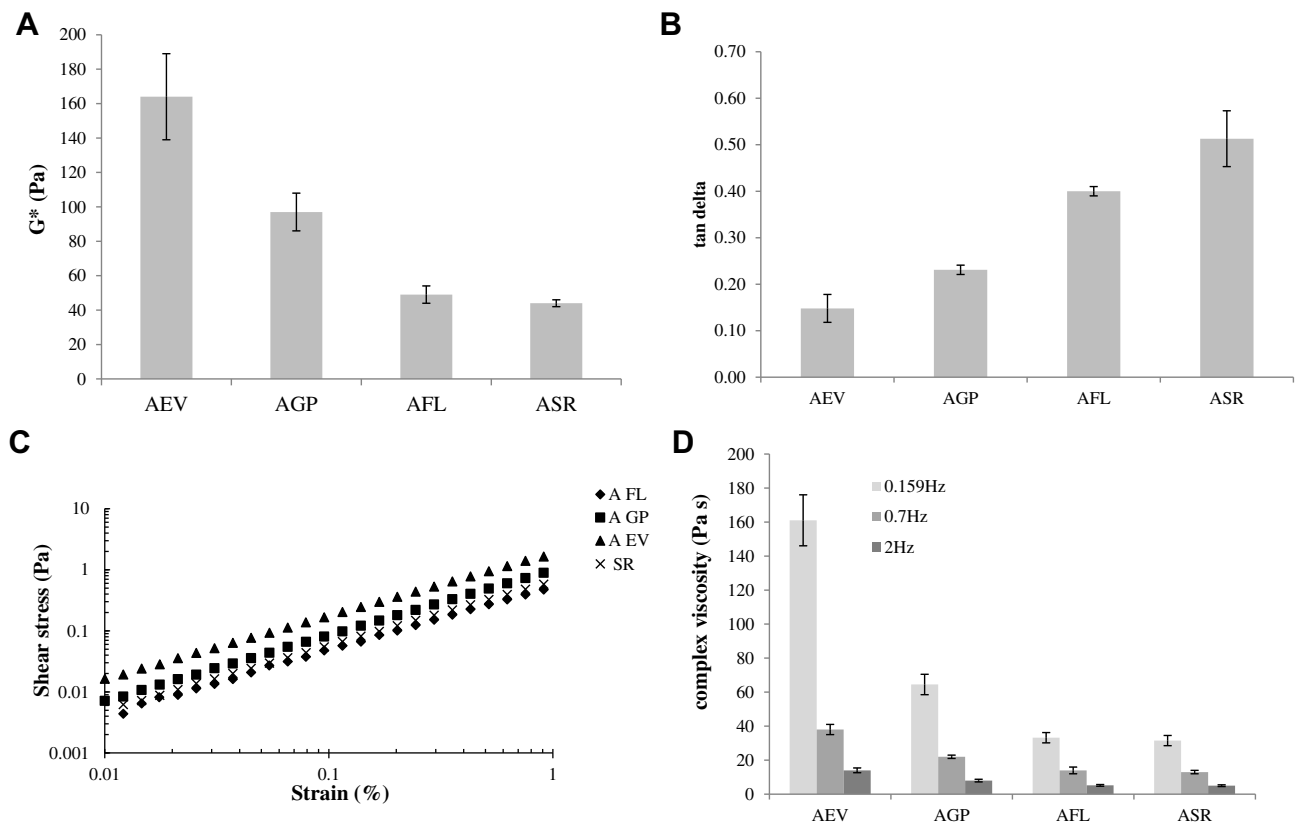 A
G* (Pa)
200
180
160
140
120
100
80
60
40
20
0
AEV AGP AFL ASR
B
tan delta
0.70
0.60
0.50
0.40
0.30
0.20
0.10
0.00
AEV AGP AFL ASR
C
Shear stress (Pa)
10
1
0.1
0.01
0.001
0.01 0.1 1
Strain (%)
A FL
A GP
A EV
SR
D
complex viscosity (Pa s)
200
180
160
140
120
100
80
60
40
20
0
0.159Hz
0.7Hz
2Hz
AEV AGP AFL ASR